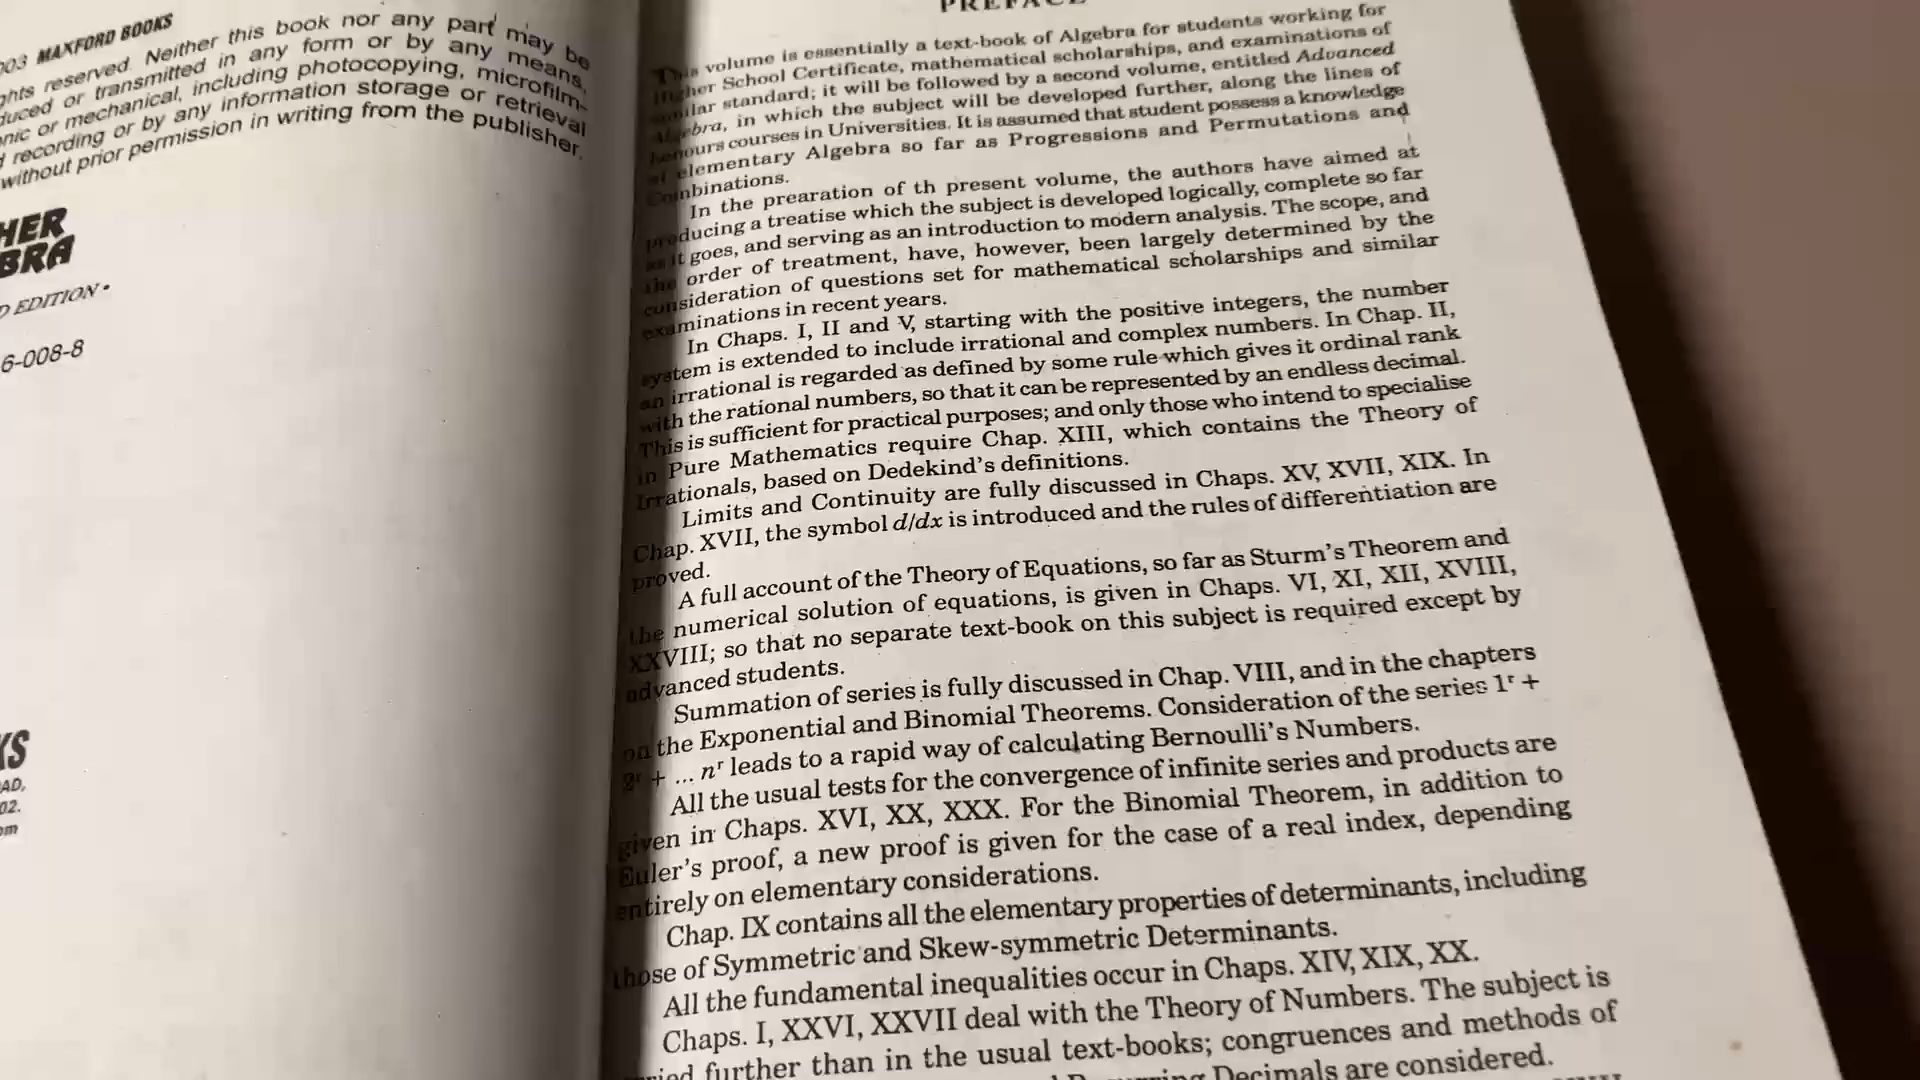 003 MAXFORD BOOKS
ghts reserved. Neither this book nor any part may be
duced or transmitted in any form or by any means,
nic or mechanical, including photocopying, microfilm-
d recording or by any information storage or retrieval
without prior permission in writing from the publisher.
HER
BRA
D EDITION •
6-008-8
KS
AD,
02.
om
PREFACE
This volume is essentially a text-book of Algebra for students working for
Higher School Certificate, mathematical scholarships, and examinations of
similar standard; it will be followed by a second volume, entitled Advanced
Algebra, in which the subject will be developed further, along the lines of
honours courses in Universities. It is assumed that student possess a knowledge
of elementary Algebra so far as Progressions and Permutations and
Combinations.
In the prearation of th present volume, the authors have aimed at
producing a treatise which the subject is developed logically, complete so far
as it goes, and serving as an introduction to modern analysis. The scope, and
the order of treatment, have, however, been largely determined by the
consideration of questions set for mathematical scholarships and similar
examinations in recent years.
In Chaps. I, II and V, starting with the positive integers, the number
system is extended to include irrational and complex numbers. In Chap. II,
an irrational is regarded as defined by some rule which gives it ordinal rank
with the rational numbers, so that it can be represented by an endless decimal.
This is sufficient for practical purposes; and only those who intend to specialise
in Pure Mathematics require Chap. XIII, which contains the Theory of
Irrationals, based on Dedekind's definitions.
Limits and Continuity are fully discussed in Chaps. XV, XVII, XIX. In
Chap. XVII, the symbol d/dx is introduced and the rules of differentiation are
proved.
A full account of the Theory of Equations, so far as Sturm's Theorem and
the numerical solution of equations, is given in Chaps. VI, XI, XII, XVIII,
XXVIII; so that no separate text-book on this subject is required except by
advanced students.
Summation of series is fully discussed in Chap. VIII, and in the chapters
on the Exponential and Binomial Theorems. Consideration of the series 1ʳ +
2ʳ + ... nʳ leads to a rapid way of calculating Bernoulli's Numbers.
All the usual tests for the convergence of infinite series and products are
given in Chaps. XVI, XX, XXX. For the Binomial Theorem, in addition to
Euler's proof, a new proof is given for the case of a real index, depending
entirely on elementary considerations.
Chap. IX contains all the elementary properties of determinants, including
those of Symmetric and Skew-symmetric Determinants.
All the fundamental inequalities occur in Chaps. XIV, XIX, XX.
Chaps. I, XXVI, XXVII deal with the Theory of Numbers. The subject is
ried further than in the usual text-books; congruences and methods of
Decimals are considered.